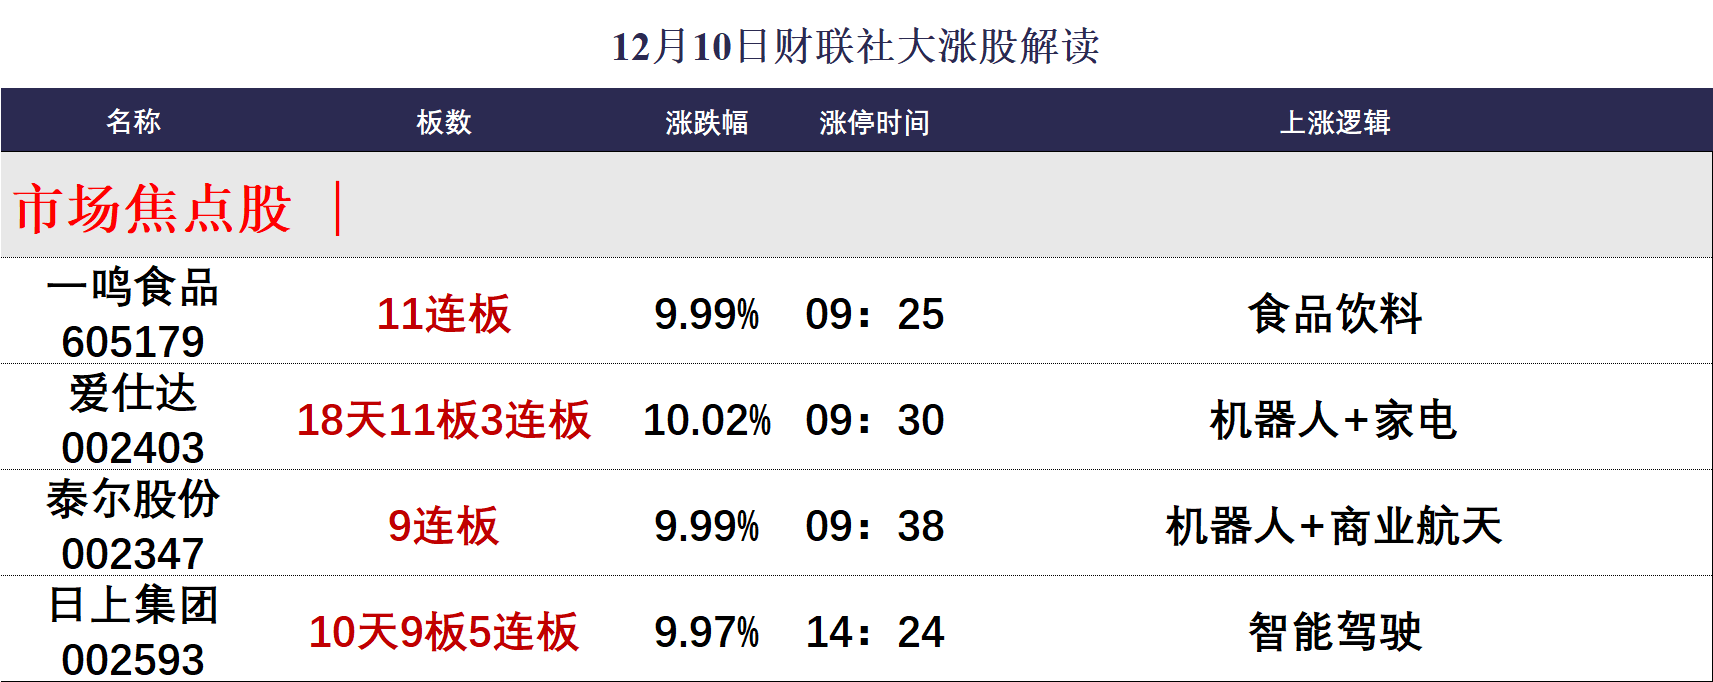 12月10日财联社大涨股解读
名称 板数 涨跌幅 涨停时间 上涨逻辑
市场焦点股 |
一鸣食品
605179 11连板 9.99% 09：25 食品饮料
爱仕达
002403 18天11板3连板 10.02% 09：30 机器人+家电
泰尔股份
002347 9连板 9.99% 09：38 机器人+商业航天
日上集团
002593 10天9板5连板 9.97% 14：24 智能驾驶